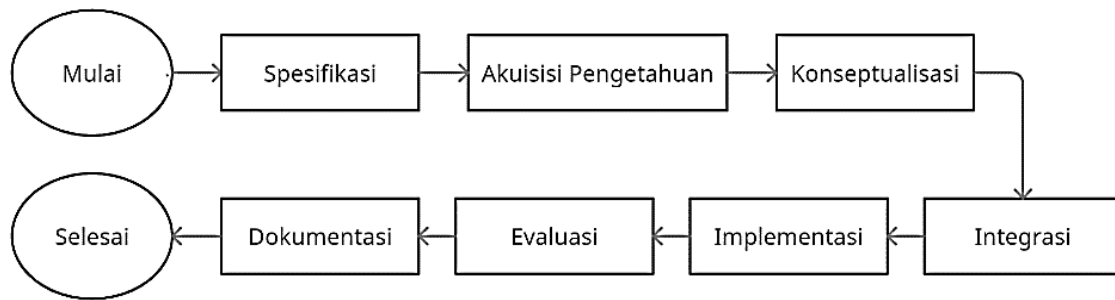 Mulai
Spesifikasi
Akuisisi Pengetahuan
Konseptualisasi
Integrasi
Implementasi
Evaluasi
Dokumentasi
Selesai